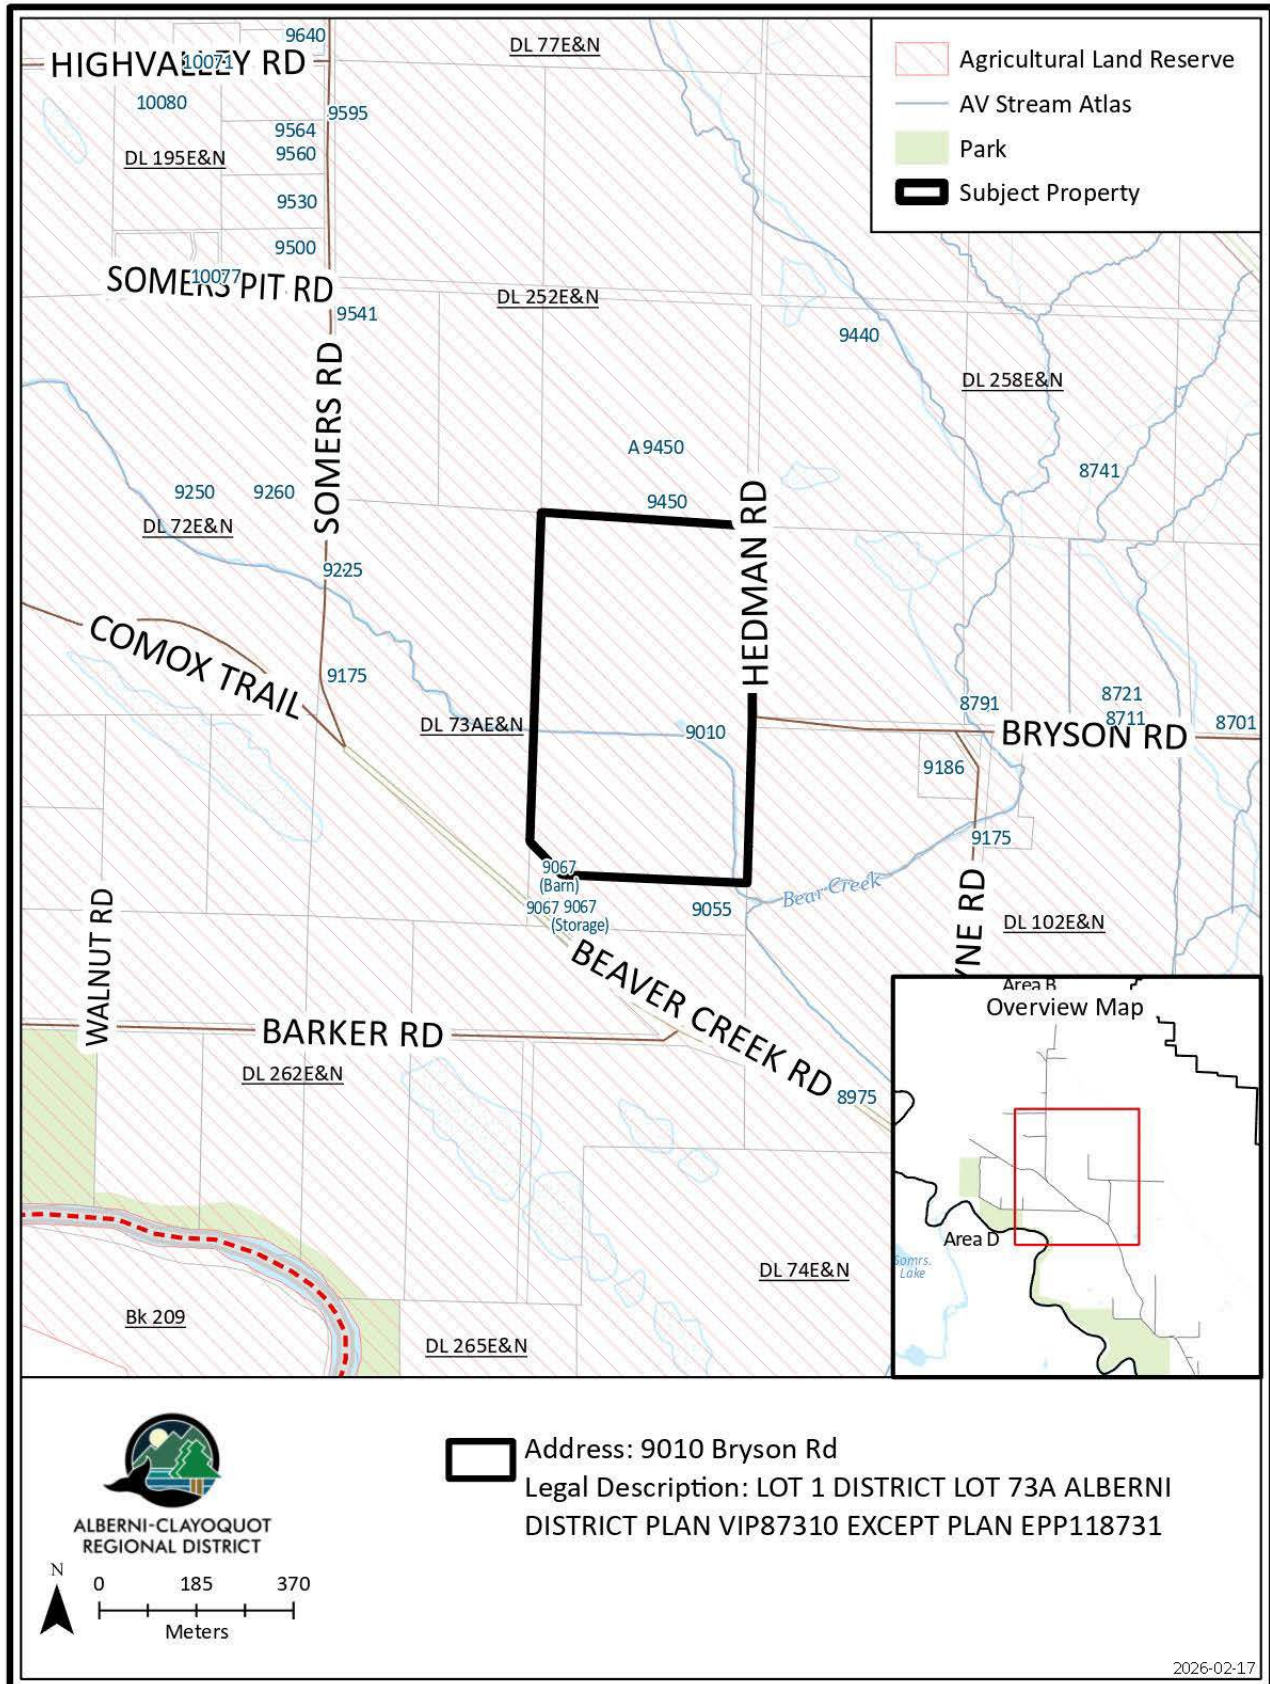 9640
DL 77E&N
HIGHVALLEY RD
10071
Agricultural Land Reserve
AV Stream Atlas
Park
Subject Property
10080
9595
9564
DL 195E&N
9560
9530
9500
SOMERS PIT RD
10077
DL 252E&N
9541
9440
SOMERS RD
DL 258E&N
A 9450
8741
9250
9260
9450
DL 72E&N
HEDMAN RD
9225
COMOX TRAIL
9175
DL 73AE&N
9010
8791
8721
8711
8701
BRYSON RD
9186
9175
9067
(Barn)
9067 9067
(Storage)
9055
Bear Creek
WALNUT RD
YNE RD
DL 102E&N
BEAVER CREEK RD
BARKER RD
DL 262E&N
8975
Area B
Overview Map
Area D
Somrs.
Lake
DL 74E&N
Bk 209
DL 265E&N
ALBERNI-CLAYOQUOT
REGIONAL DISTRICT
Address: 9010 Bryson Rd
Legal Description: LOT 1 DISTRICT LOT 73A ALBERNI
DISTRICT PLAN VIP87310 EXCEPT PLAN EPP118731
N
0 185 370
Meters
2026-02-17